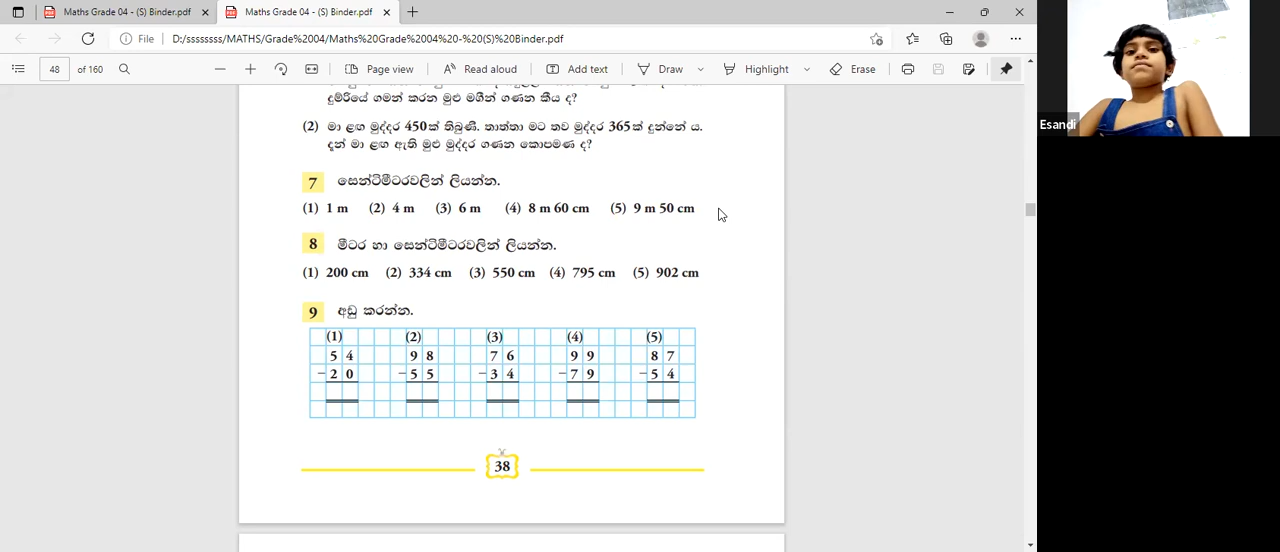 Maths Grade 04 - (S) Binder.pdf
Maths Grade 04 - (S) Binder.pdf
File D:/ssssssss/MATHS/Grade%2004/Maths%20Grade%2004%20-%20(S)%20Binder.pdf
48 of 160 Page view Read aloud Add text Draw Highlight Erase
දුම්රියේ ගමන් කරන මුළු මගීන් ගණන කීය ද?
(2) මා ළඟ මුද්දර 450ක් තිබුණි. තාත්තා මට තව මුද්දර 365ක් දුන්නේ ය.
දැන් මා ළඟ ඇති මුළු මුද්දර ගණන කොපමණ ද?
7 සෙන්ටිමීටරවලින් ලියන්න.
(1) 1 m (2) 4 m (3) 6 m (4) 8 m 60 cm (5) 9 m 50 cm
8 මීටර හා සෙන්ටිමීටරවලින් ලියන්න.
(1) 200 cm (2) 334 cm (3) 550 cm (4) 795 cm (5) 902 cm
9 අඩු කරන්න.
(1) (2) (3) (4) (5)
5 4 9 8 7 6 9 9 8 7
- 2 0 - 5 5 - 3 4 - 7 9 - 5 4
38
Esandi